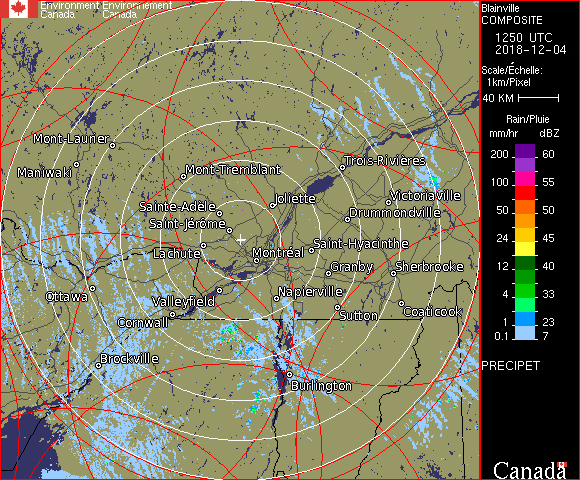 Environment Environnement
Canada Canada
Blainville
COMPOSITE
1250 UTC
2018-12-04
Scale/Échelle:
1km/Pixel
40 KM
Rain/Pluie
mm/hr dBZ
200 60
100 55
50 50
24 45
12 40
4 33
1 23
0.1 7
PRECIPET
Mont-Laurier
Maniwaki
Mont-Tremblant
Trois-Rivières
Joliette
Victoriaville
Sainte-Adèle
Drummondville
Saint-Jérôme
Saint-Hyacinthe
Lachute
Montréal
Granby
Sherbrooke
Ottawa
Napierville
Valleyfield
Coaticook
Sutton
Cornwall
Brockville
Burlington
Canada